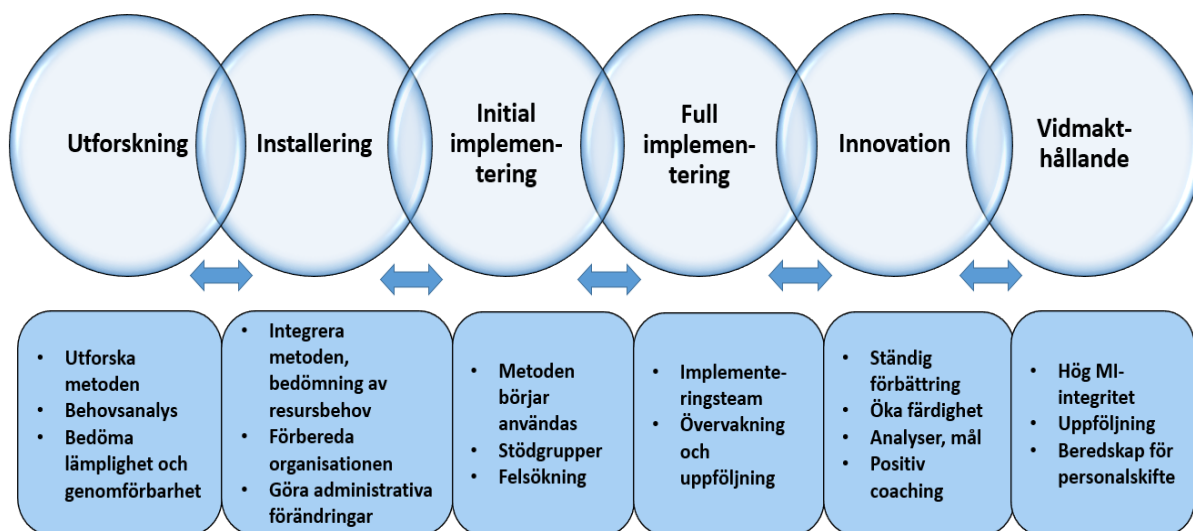 Utforskning
Installering
Initial
implemen-
tering
Full
implemen-
tering
Innovation
Vidmakt-
hållande
• Utforska
metoden
• Behovsanalys
• Bedöma
lämplighet och
genomförbarhet
• Integrera
metoden,
bedömning av
resursbehov
• Förbereda
organisationen
• Göra administrativa
förändringar
• Metoden
börjar
användas
• Stödgrupper
• Felsökning
• Implemente-
ringsteam
• Övervakning
och
uppföljning
• Ständig
förbättring
• Öka färdighet
• Analyser, mål
• Positiv
coaching
• Hög MI-
integritet
• Uppföljning
• Beredskap för
personalskifte